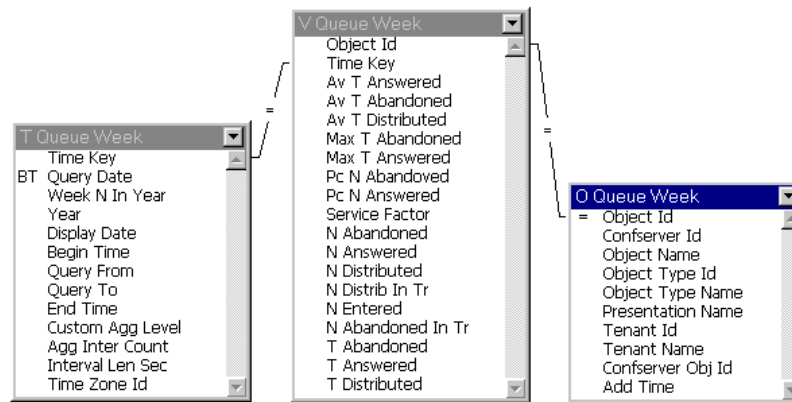 V Queue Week
Object Id
Time Key
Av T Answered
Av T Abandoned
Av T Distributed
Max T Abandoned
Max T Answered
Pc N Abandoved
Pc N Answered
Service Factor
N Abandoned
N Answered
N Distributed
N Distrib In Tr
N Entered
N Abandoned In Tr
T Abandoned
T Answered
T Distributed
=
T Queue Week
Time Key
BT Query Date
Week N In Year
Year
Display Date
Begin Time
Query From
Query To
End Time
Custom Agg Level
Agg Inter Count
Interval Len Sec
Time Zone Id
=
O Queue Week
= Object Id
Confserver Id
Object Name
Object Type Id
Object Type Name
Presentation Name
Tenant Id
Tenant Name
Confserver Obj Id
Add Time